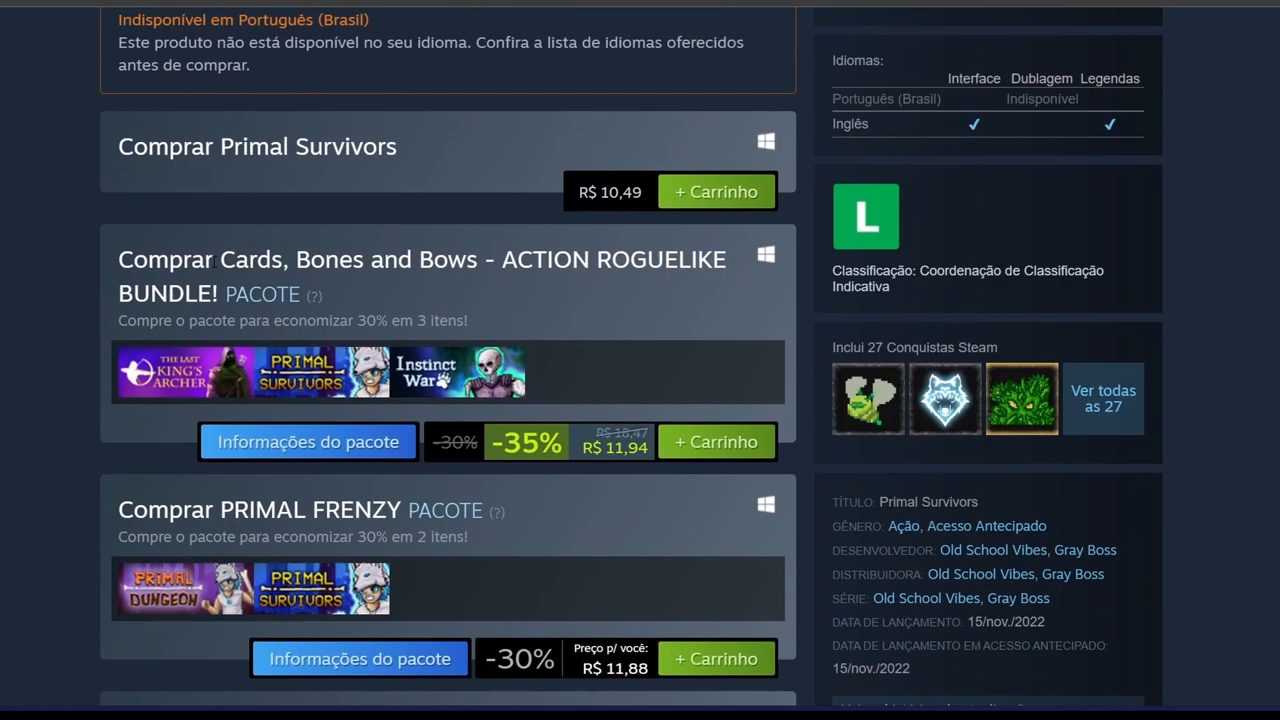 Indisponível em Português (Brasil)
Este produto não está disponível no seu idioma. Confira a lista de idiomas oferecidos
antes de comprar.
Comprar Primal Survivors
R$ 10,49
+ Carrinho
Comprar Cards, Bones and Bows - ACTION ROGUELIKE
BUNDLE! PACOTE (?)
Compre o pacote para economizar 30% em 3 itens!
THE LAST
KING'S
ARCHER
PRIMAL
SURVIVORS
Instinct
War
Informações do pacote
-30%
-35%
R$ 18,47
R$ 11,94
+ Carrinho
Comprar PRIMAL FRENZY PACOTE (?)
Compre o pacote para economizar 30% em 2 itens!
PRIMAL
DUNGEON
PRIMAL
SURVIVORS
Informações do pacote
-30%
Preço p/ você:
R$ 11,88
+ Carrinho
Idiomas:
Interface Dublagem Legendas
Português (Brasil) Indisponível
Inglês ✔ ✔
L
Classificação: Coordenação de Classificação
Indicativa
Inclui 27 Conquistas Steam
Ver todas
as 27
TÍTULO: Primal Survivors
GÊNERO: Ação, Acesso Antecipado
DESENVOLVEDOR: Old School Vibes, Gray Boss
DISTRIBUIDORA: Old School Vibes, Gray Boss
SÉRIE: Old School Vibes, Gray Boss
DATA DE LANÇAMENTO: 15/nov./2022
DATA DE LANÇAMENTO EM ACESSO ANTECIPADO:
15/nov./2022